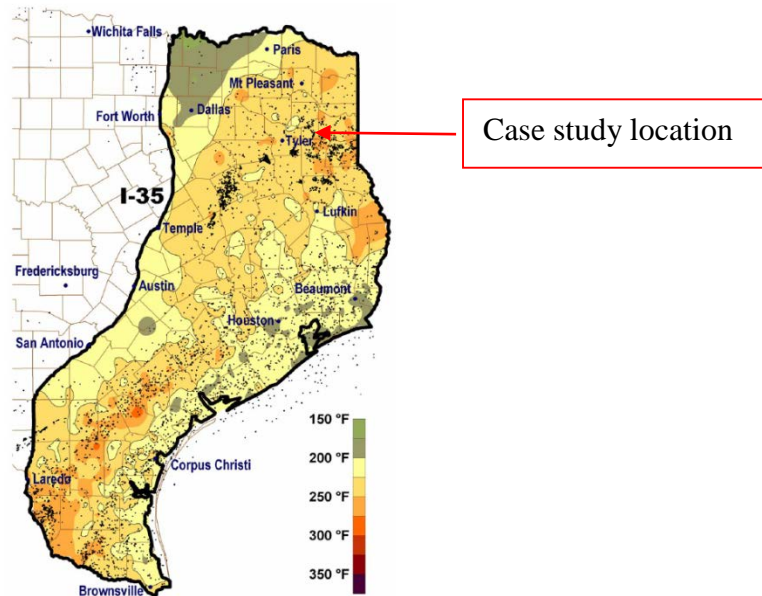 Wichita Falls
Paris
Mt Pleasant
Dallas
Fort Worth
Case study location
Tyler
I-35
Lufkin
Temple
Fredericksburg
Austin
Beaumont
Houston
San Antonio
150 °F
200 °F
Corpus Christi
Laredo
250 °F
300 °F
350 °F
Brownsville